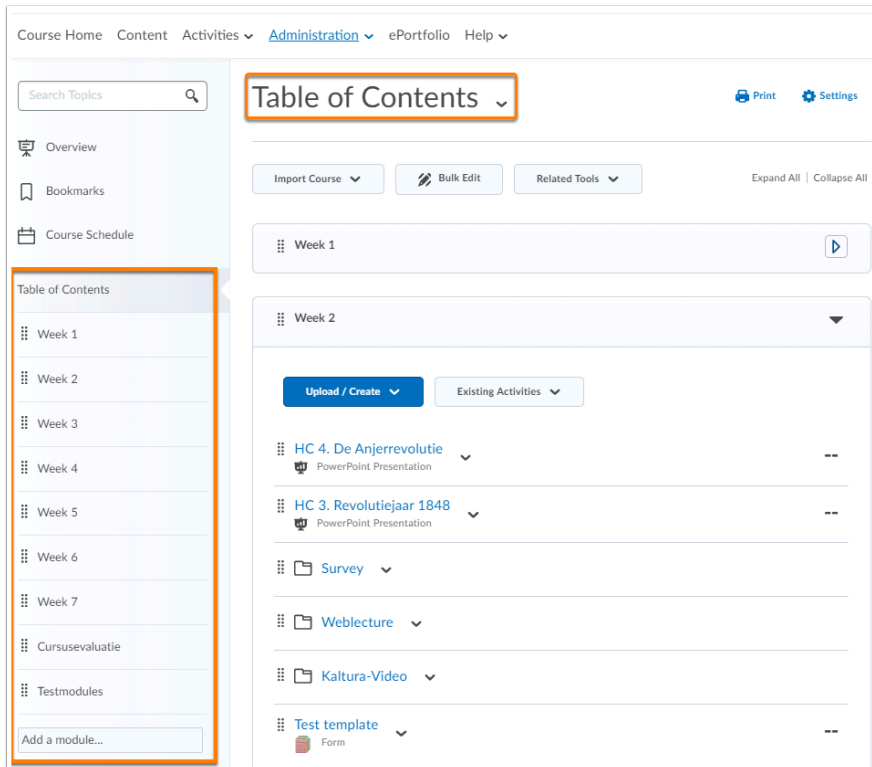 Course Home Content Activities Administration ePortfolio Help
Search Topics
Overview
Bookmarks
Course Schedule
Table of Contents
Week 1
Week 2
Week 3
Week 4
Week 5
Week 6
Week 7
Cursusevaluatie
Testmodules
Add a module...
Table of Contents
Print Settings
Import Course Bulk Edit Related Tools Expand All | Collapse All
Week 1
Week 2
Upload / Create Existing Activities
HC 4. De Anjerrevolutie
PowerPoint Presentation
--
HC 3. Revolutiejaar 1848
PowerPoint Presentation
--
Survey
Weblecture
Kaltura-Video
Test template
Form
--